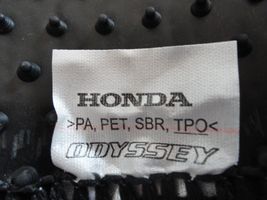 HONDA
>PA, PET, SBR, TPO<
ODYSSEY